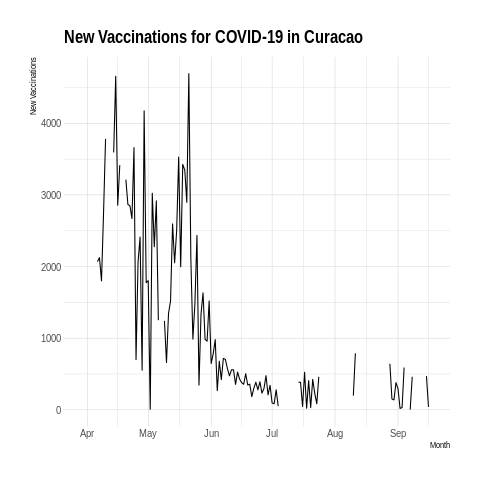 New Vaccinations for COVID-19 in Curacao
New Vaccinations
4000
3000
2000
1000
0
Apr May Jun Jul Aug Sep
Month